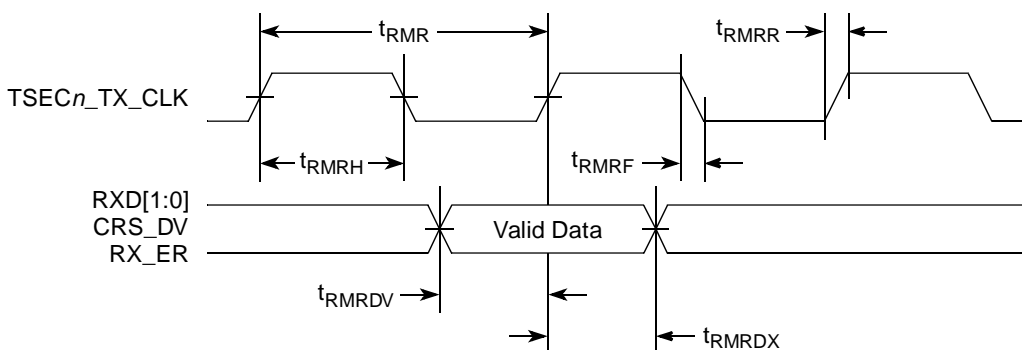 tRMR
tRMRR
TSECn_TX_CLK
tRMRH
tRMRF
RXD[1:0]
CRS_DV
RX_ER
Valid Data
tRMRDV
tRMRDX